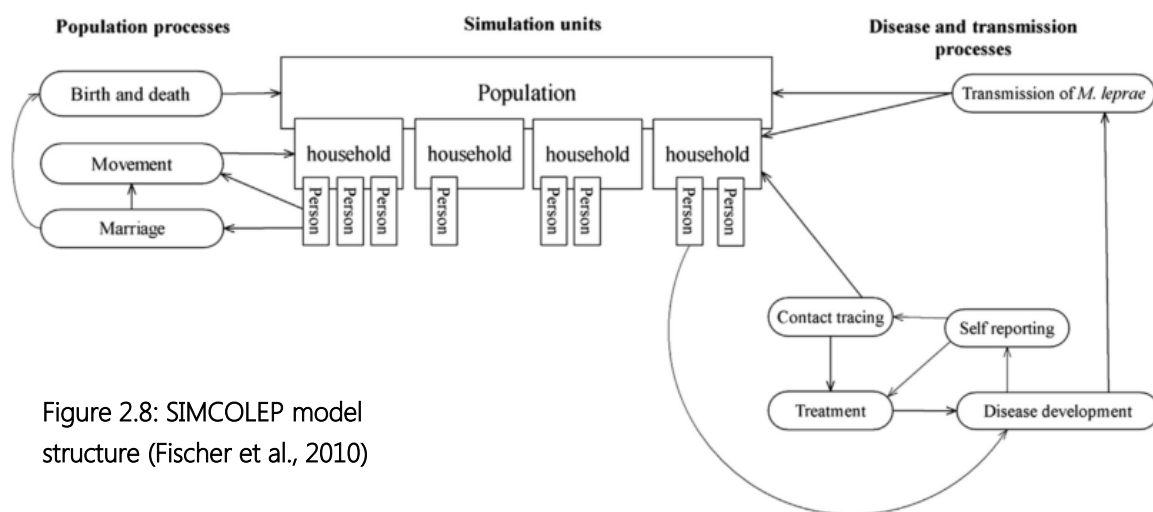 Population processes
Simulation units
Disease and transmission
processes
Birth and death
Population
Transmission of M. leprae
Movement
household
household
household
household
Marriage
Person
Person
Person
Person
Person
Person
Person
Person
Contact tracing
Self reporting
Treatment
Disease development
Figure 2.8: SIMCOLEP model
structure (Fischer et al., 2010)